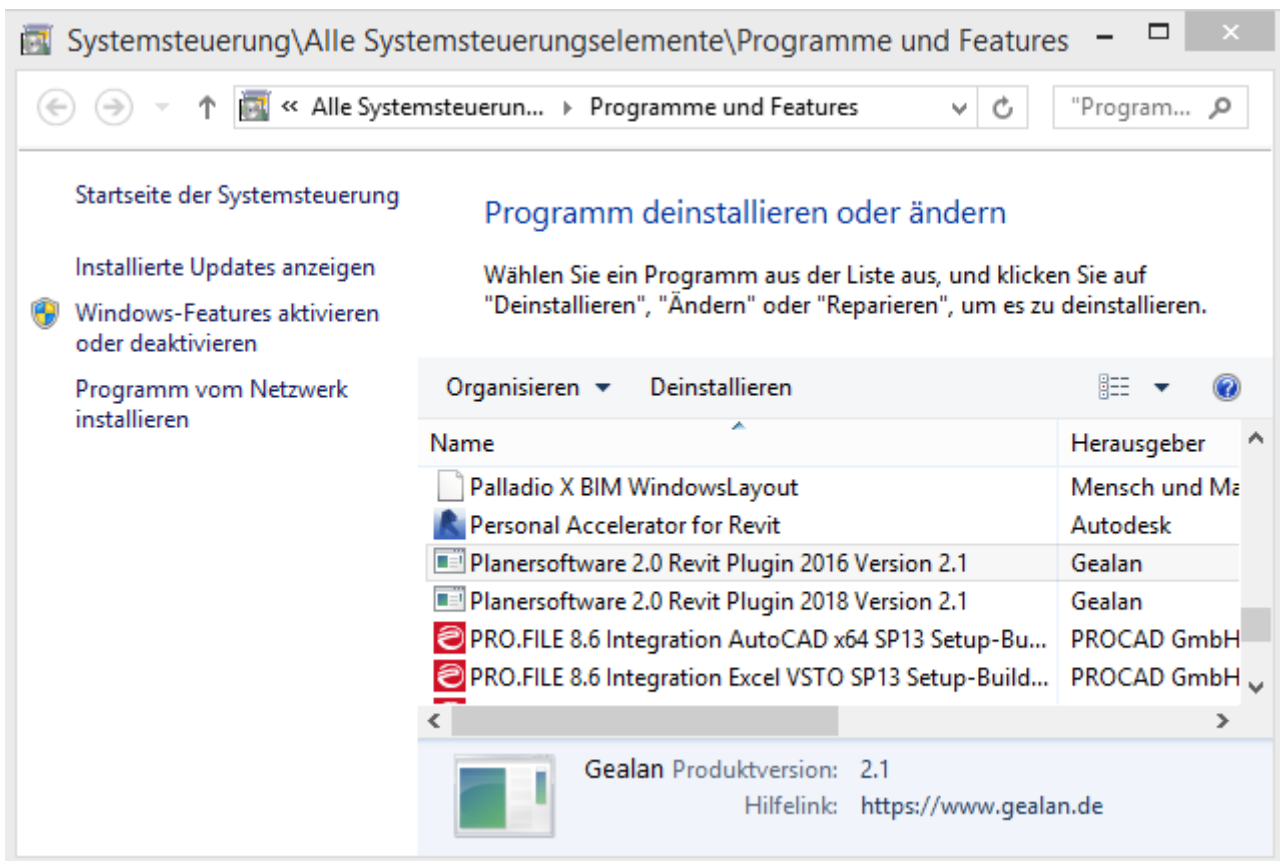 Systemsteuerung\Alle Systemsteuerungselemente\Programme und Features
« Alle Systemsteuerun... Programme und Features
"Program...
Startseite der Systemsteuerung
Installierte Updates anzeigen
Windows-Features aktivieren
oder deaktivieren
Programm vom Netzwerk
installieren
Programm deinstallieren oder ändern
Wählen Sie ein Programm aus der Liste aus, und klicken Sie auf
"Deinstallieren", "Ändern" oder "Reparieren", um es zu deinstallieren.
Organisieren Deinstallieren
Name Herausgeber
Palladio X BIM WindowsLayout Mensch und Ma
Personal Accelerator for Revit Autodesk
Planersoftware 2.0 Revit Plugin 2016 Version 2.1 Gealan
Planersoftware 2.0 Revit Plugin 2018 Version 2.1 Gealan
PRO.FILE 8.6 Integration AutoCAD x64 SP13 Setup-Bu... PROCAD GmbH
PRO.FILE 8.6 Integration Excel VSTO SP13 Setup-Build... PROCAD GmbH
Gealan Produktversion: 2.1
Hilfelink: https://www.gealan.de